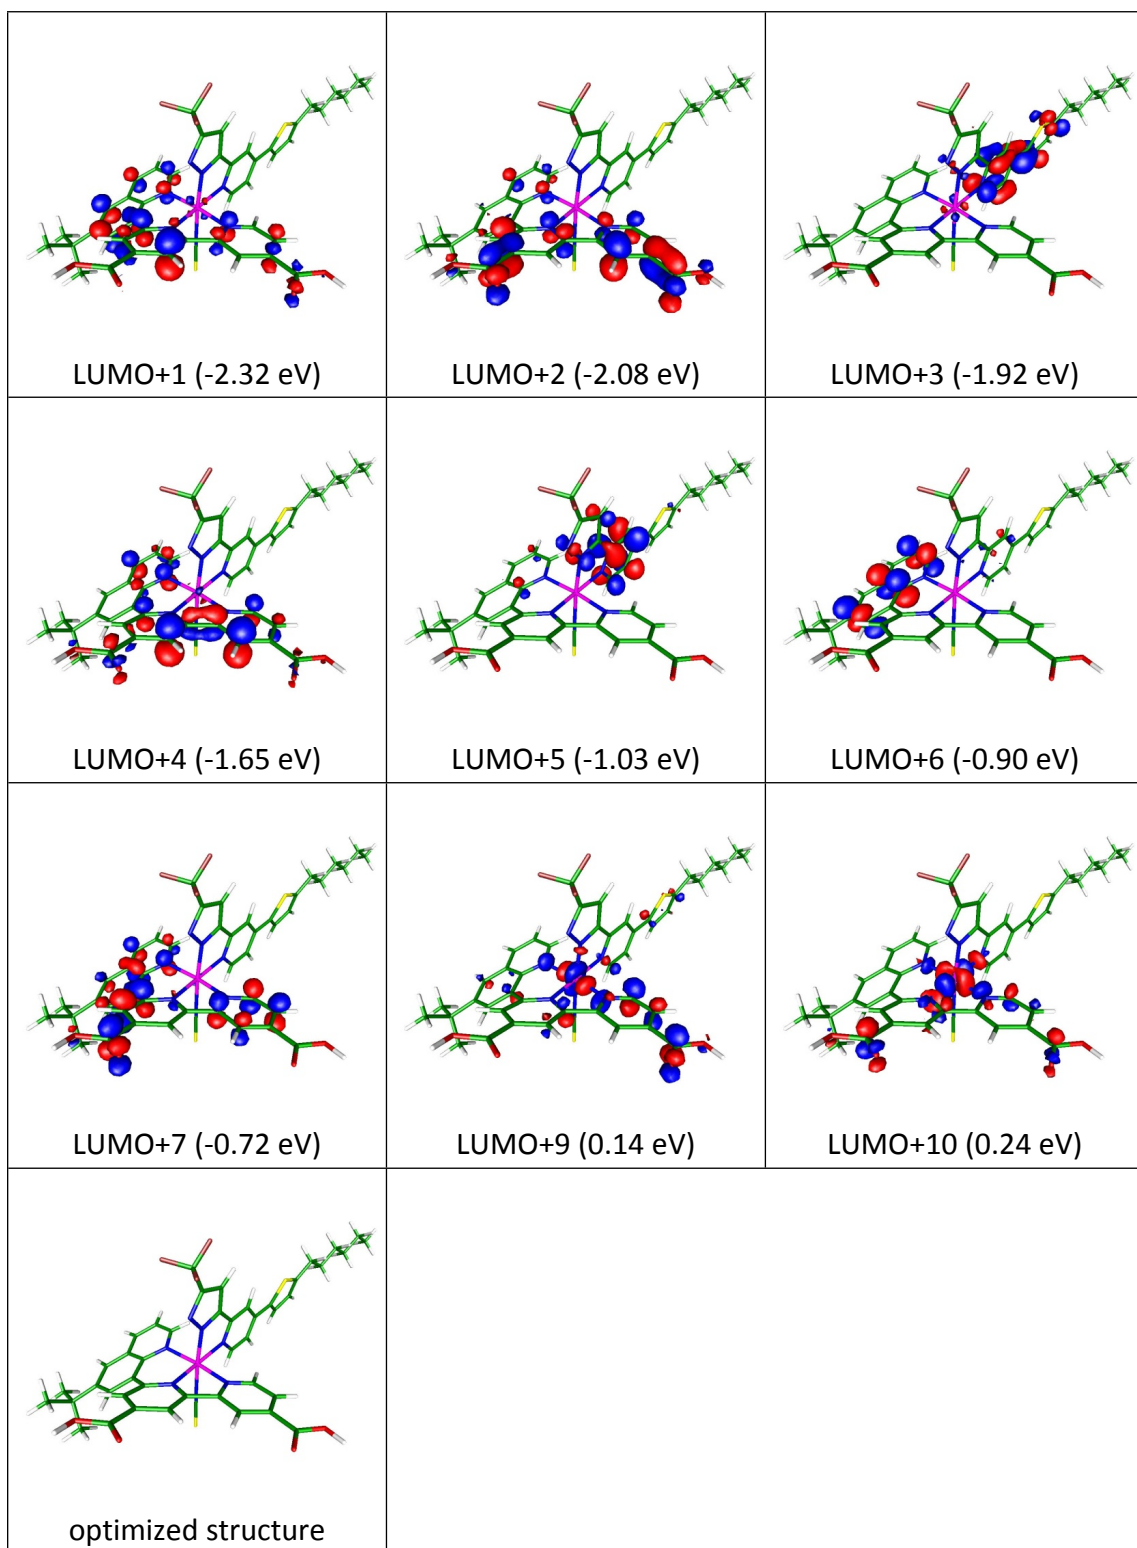 LUMO+1 (-2.32 eV)
LUMO+2 (-2.08 eV)
LUMO+3 (-1.92 eV)
LUMO+4 (-1.65 eV)
LUMO+5 (-1.03 eV)
LUMO+6 (-0.90 eV)
LUMO+7 (-0.72 eV)
LUMO+9 (0.14 eV)
LUMO+10 (0.24 eV)
optimized structure